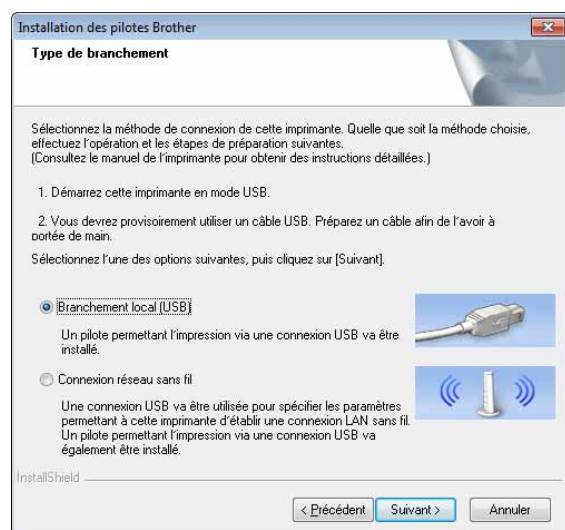 Installation des pilotes Brother
Type de branchement
Sélectionnez la méthode de connexion de cette imprimante. Quelle que soit la méthode choisie,
effectuez l'opération et les étapes de préparation suivantes.
(Consultez le manuel de l'imprimante pour obtenir des instructions détaillées.)
1. Démarrez cette imprimante en mode USB.
2. Vous devrez provisoirement utiliser un câble USB. Préparez un câble afin de l'avoir à
portée de main.
Sélectionnez l'une des options suivantes, puis cliquez sur [Suivant].
Branchement local (USB)
Un pilote permettant l'impression via une connexion USB va être
installé.
Connexion réseau sans fil
Une connexion USB va être utilisée pour spécifier les paramètres
permettant à cette imprimante d'établir une connexion LAN sans fil.
Un pilote permettant l'impression via une connexion USB va
également être installé.
InstallShield
< Précédent Suivant > Annuler